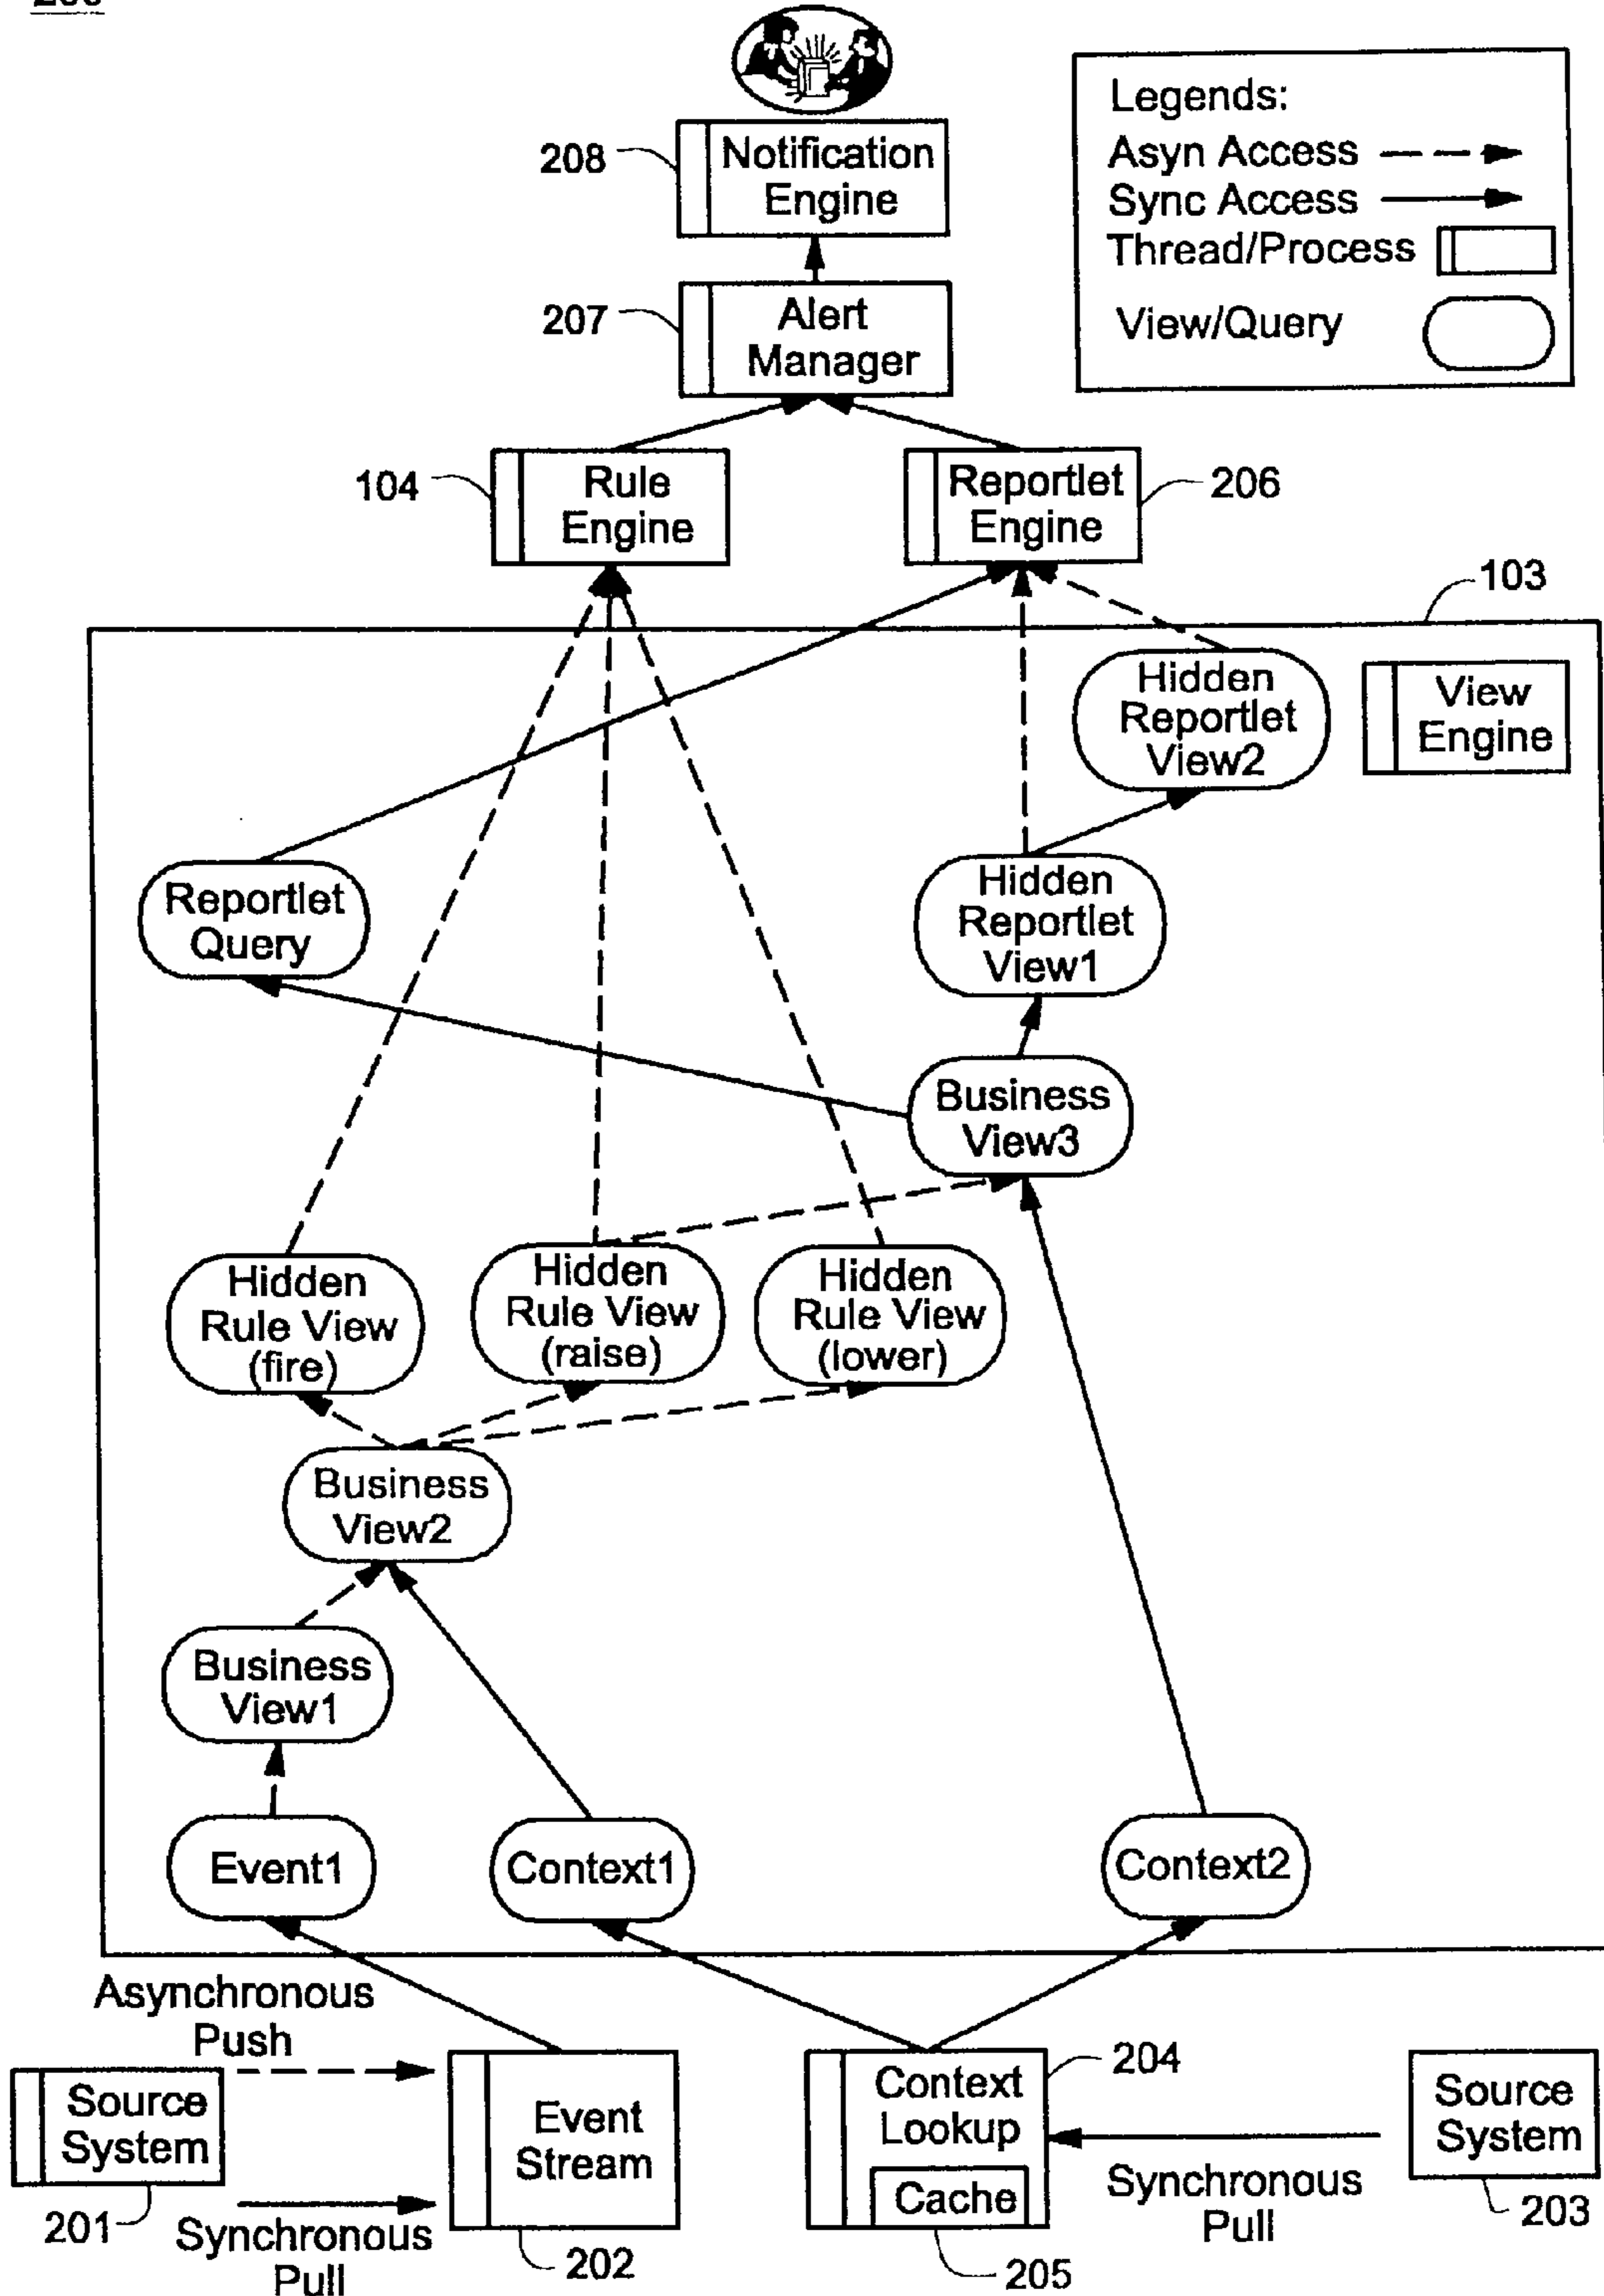 Legends:
Asyn Access
Sync Access
Thread/Process
View/Query
208
Notification
Engine
207
Alert
Manager
104
Rule
Engine
Reportlet
Engine
206
103
Hidden
Reportlet
View2
View
Engine
Reportlet
Query
Hidden
Reportlet
View1
Business
View3
Hidden
Rule View
(fire)
Hidden
Rule View
(raise)
Hidden
Rule View
(lower)
Business
View2
Business
View1
Event1
Context1
Context2
Asynchronous
Push
Source
System
201
Synchronous
Pull
Event
Stream
202
Context
Lookup
Cache
204
205
Synchronous
Pull
Source
System
203